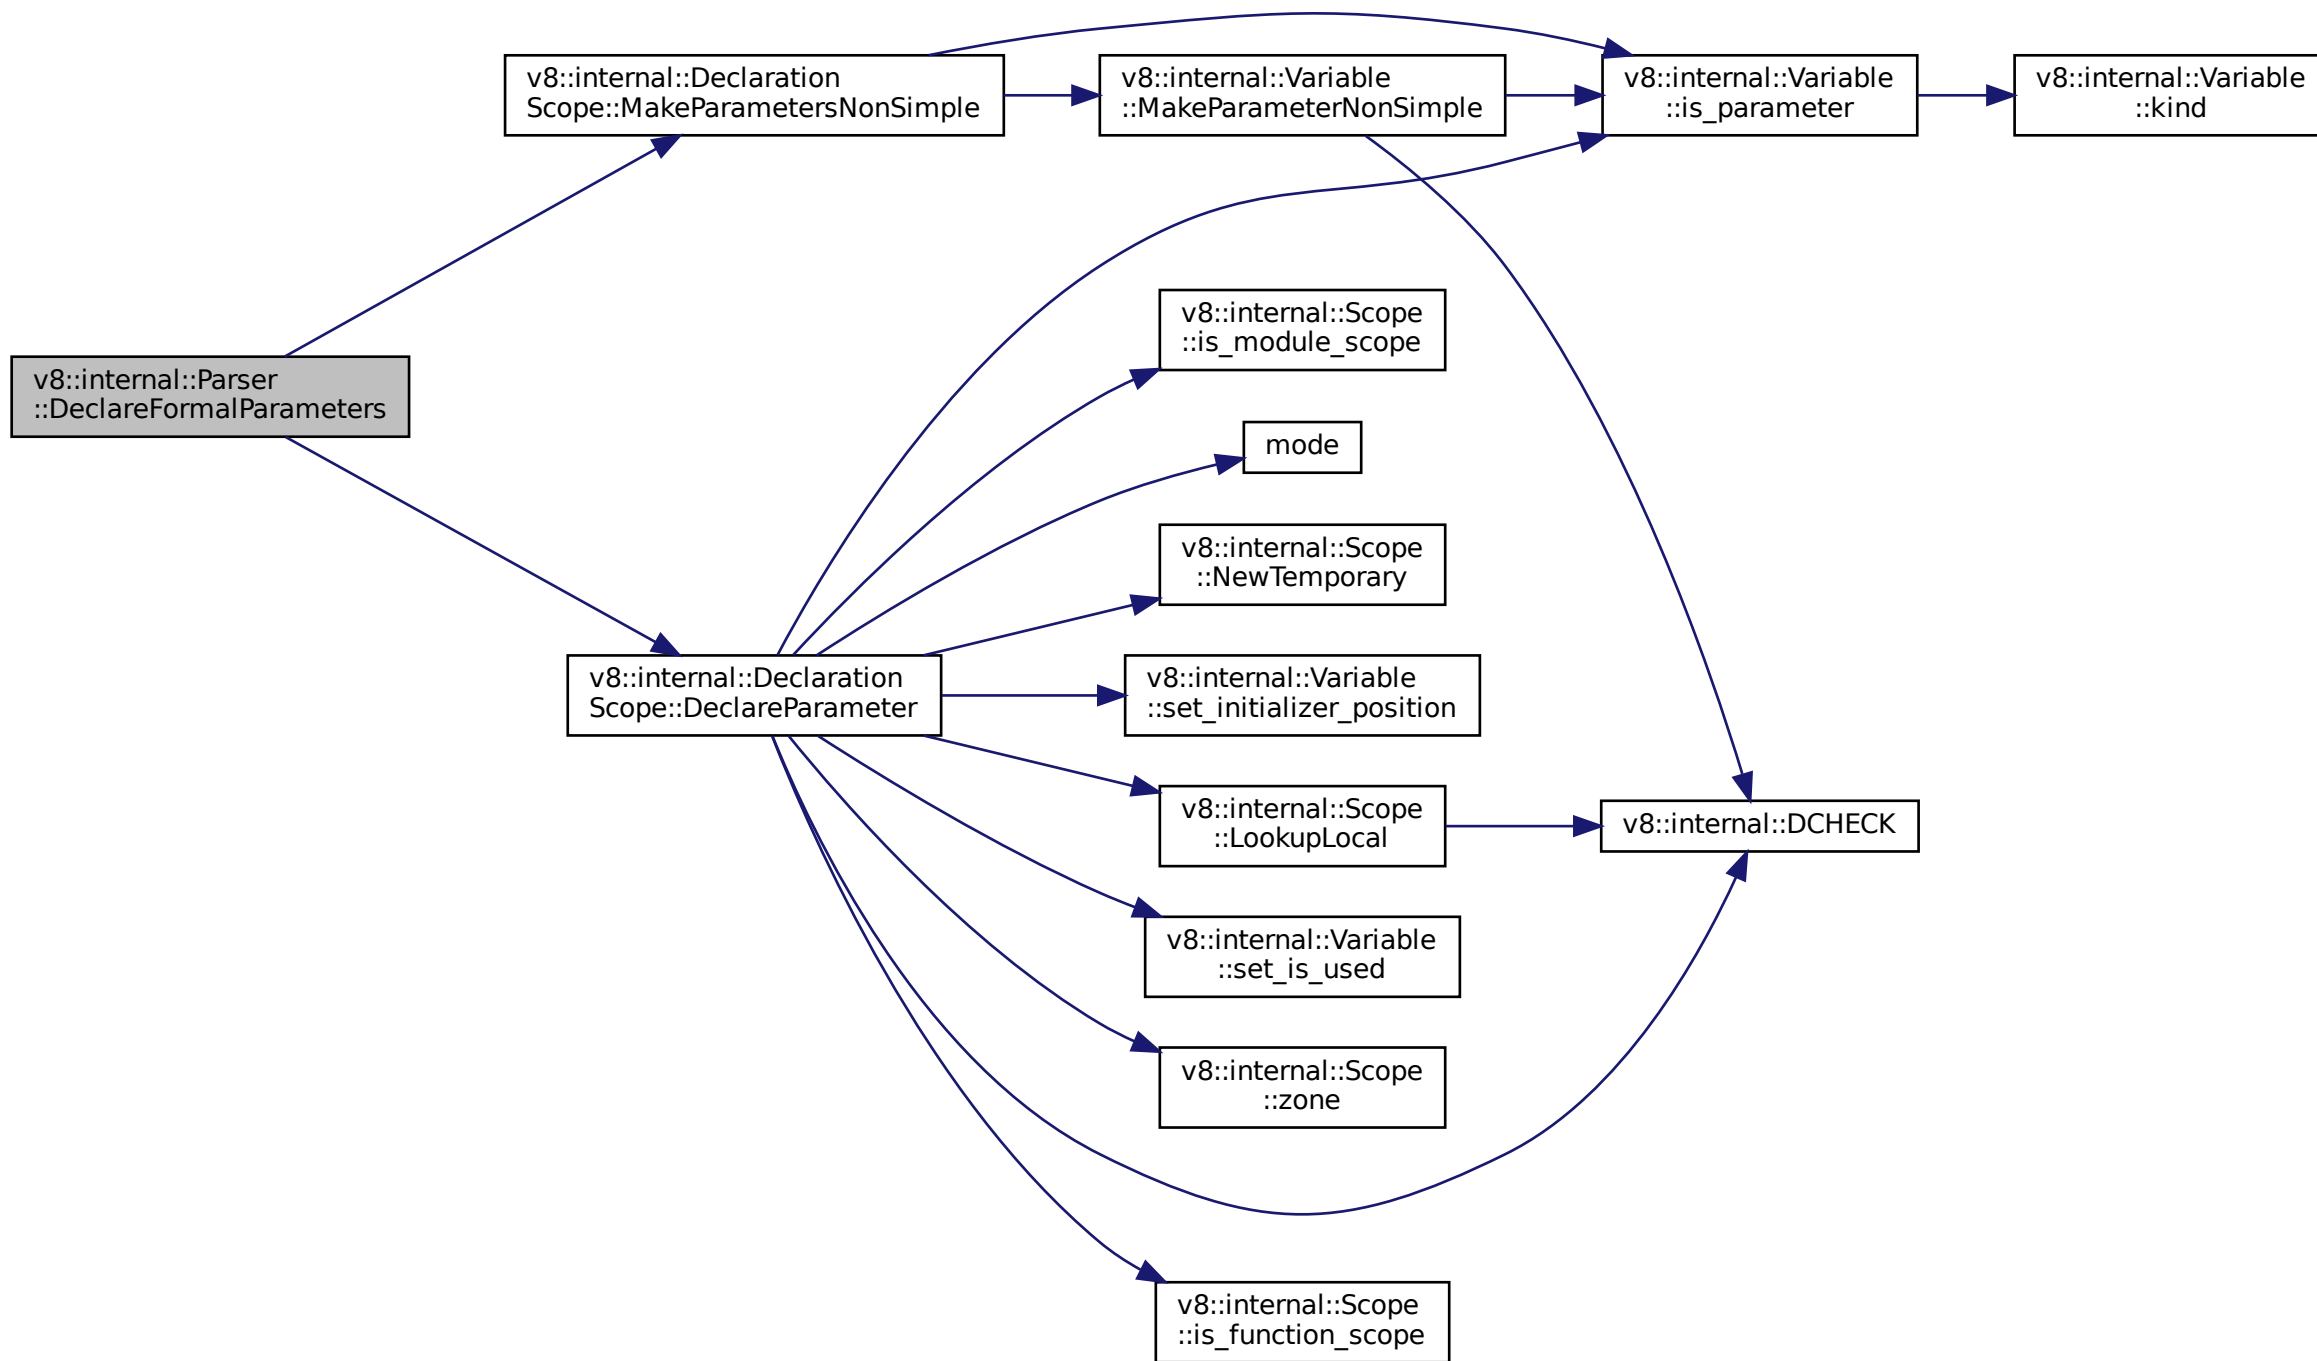 v8::internal::Declaration
Scope::MakeParametersNonSimple
v8::internal::Variable
::MakeParameterNonSimple
v8::internal::Variable
::is_parameter
v8::internal::Variable
::kind
v8::internal::Scope
::is_module_scope
v8::internal::Parser
::DeclareFormalParameters
mode
v8::internal::Scope
::NewTemporary
v8::internal::Declaration
Scope::DeclareParameter
v8::internal::Variable
::set_initializer_position
v8::internal::Scope
::LookupLocal
v8::internal::DCHECK
v8::internal::Variable
::set_is_used
v8::internal::Scope
::zone
v8::internal::Scope
::is_function_scope